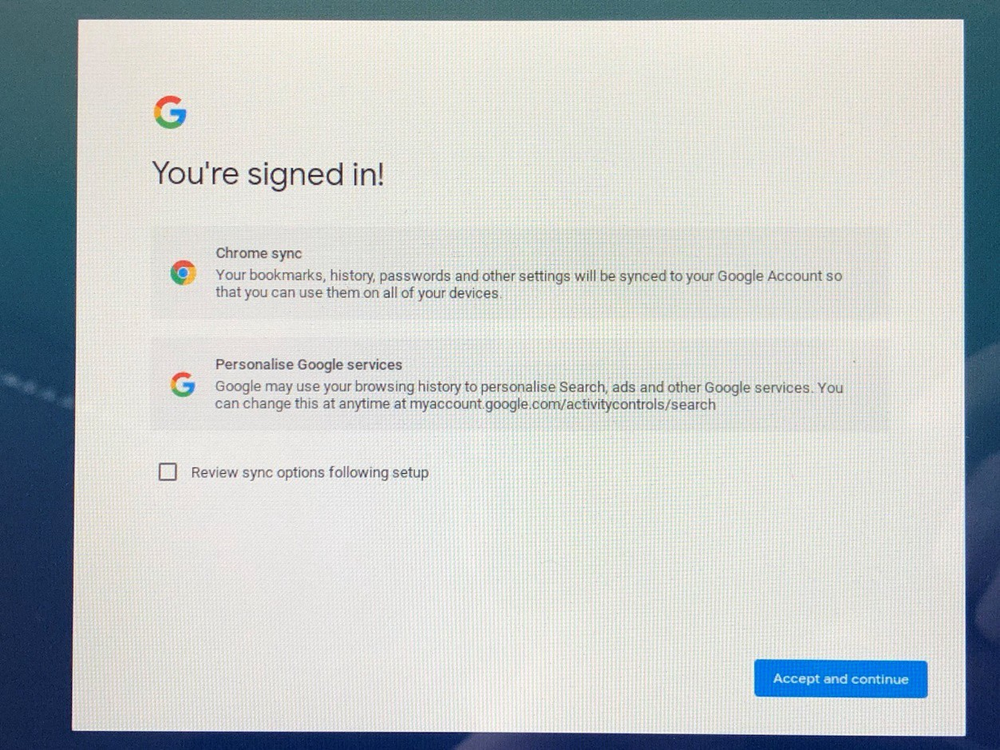 You're signed in!
Chrome sync
Your bookmarks, history, passwords and other settings will be synced to your Google Account so
that you can use them on all of your devices.
Personalise Google services
Google may use your browsing history to personalise Search, ads and other Google services. You
can change this at anytime at myaccount.google.com/activitycontrols/search
Review sync options following setup
Accept and continue